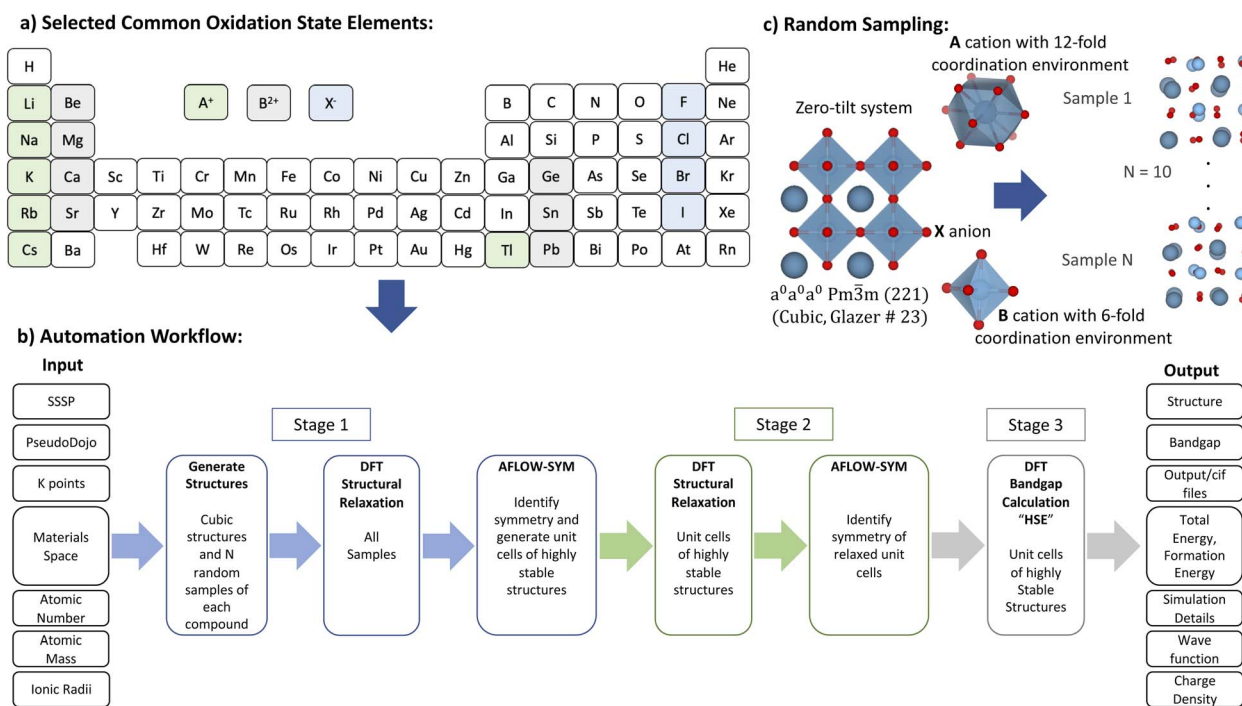 a) Selected Common Oxidation State Elements:
H He
Li Be A⁺ B²⁺ X⁻ B C N O F Ne
Na Mg Al Si P S Cl Ar
K Ca Sc Ti Cr Mn Fe Co Ni Cu Zn Ga Ge As Se Br Kr
Rb Sr Y Zr Mo Tc Ru Rh Pd Ag Cd In Sn Sb Te I Xe
Cs Ba Hf W Re Os Ir Pt Au Hg Tl Pb Bi Po At Rn
c) Random Sampling:
A cation with 12-fold
coordination environment
Zero-tilt system
X anion
a⁰a⁰a⁰ Pm3̅m (221)
(Cubic, Glazer # 23)
B cation with 6-fold
coordination environment
Sample 1
N = 10
Sample N
b) Automation Workflow:
Input
SSSP
PseudoDojo
K points
Materials
Space
Atomic
Number
Atomic
Mass
Ionic Radii
Stage 1
Generate
Structures
Cubic
structures
and N
random
samples of
each
compound
DFT
Structural
Relaxation
All
Samples
AFLOW-SYM
Identify
symmetry and
generate unit
cells of highly
stable
structures
Stage 2
DFT
Structural
Relaxation
Unit cells
of highly
stable
structures
AFLOW-SYM
Identify
symmetry of
relaxed unit
cells
Stage 3
DFT
Bandgap
Calculation
“HSE”
Unit cells
of highly
Stable
Structures
Output
Structure
Bandgap
Output/cif
files
Total
Energy,
Formation
Energy
Simulation
Details
Wave
function
Charge
Density